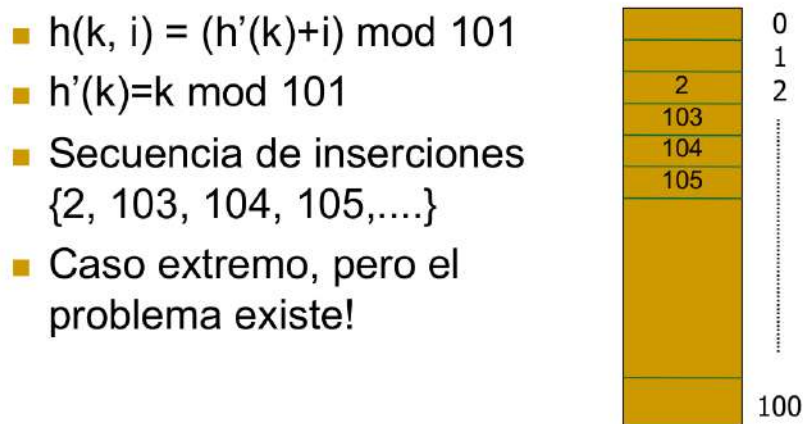 h(k, i) = (h’(k)+i) mod 101
h’(k)=k mod 101
Secuencia de inserciones
{2, 103, 104, 105,....}
Caso extremo, pero el
problema existe!
0
1
2
2
103
104
105
100